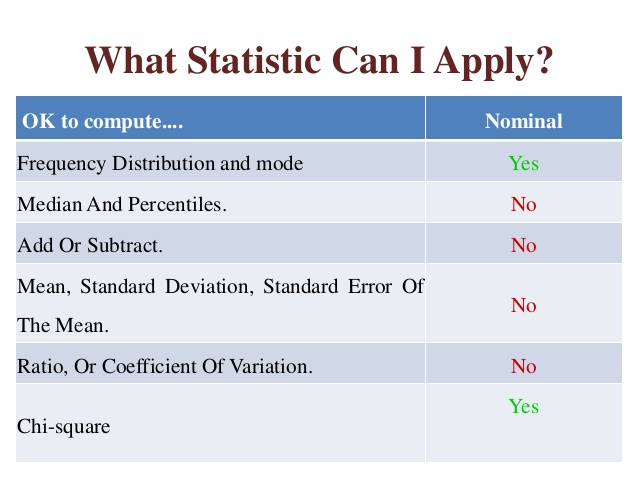 What Statistic Can I Apply?
OK to compute.... Nominal
Frequency Distribution and mode Yes
Median And Percentiles. No
Add Or Subtract. No
Mean, Standard Deviation, Standard Error Of
The Mean. No
Ratio, Or Coefficient Of Variation. No
Chi-square Yes